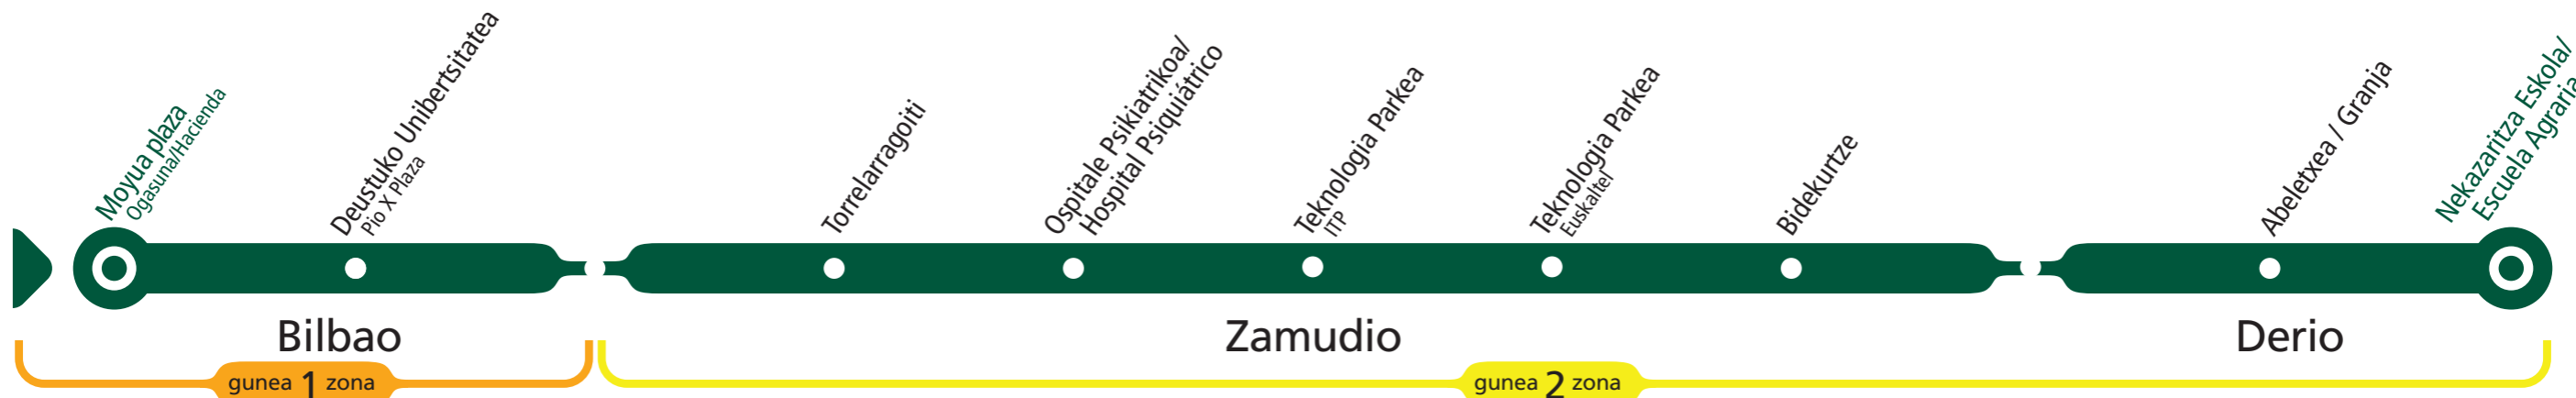 Moyua plaza
Ogasuna/Hacienda
Deustuko Unibertsitatea
Pio X Plaza
Torrelarragoiti
Ospitale Psikiatrikoa/
Hospital Psiquiátrico
Teknologia Parkea
ITP
Teknologia Parkea
Euskaltel
Bidekurtze
Abeletxea / Granja
Nekazaritza Eskola/
Escuela Agraria
Bilbao
Zamudio
Derio
gunea 1 zona
gunea 2 zona